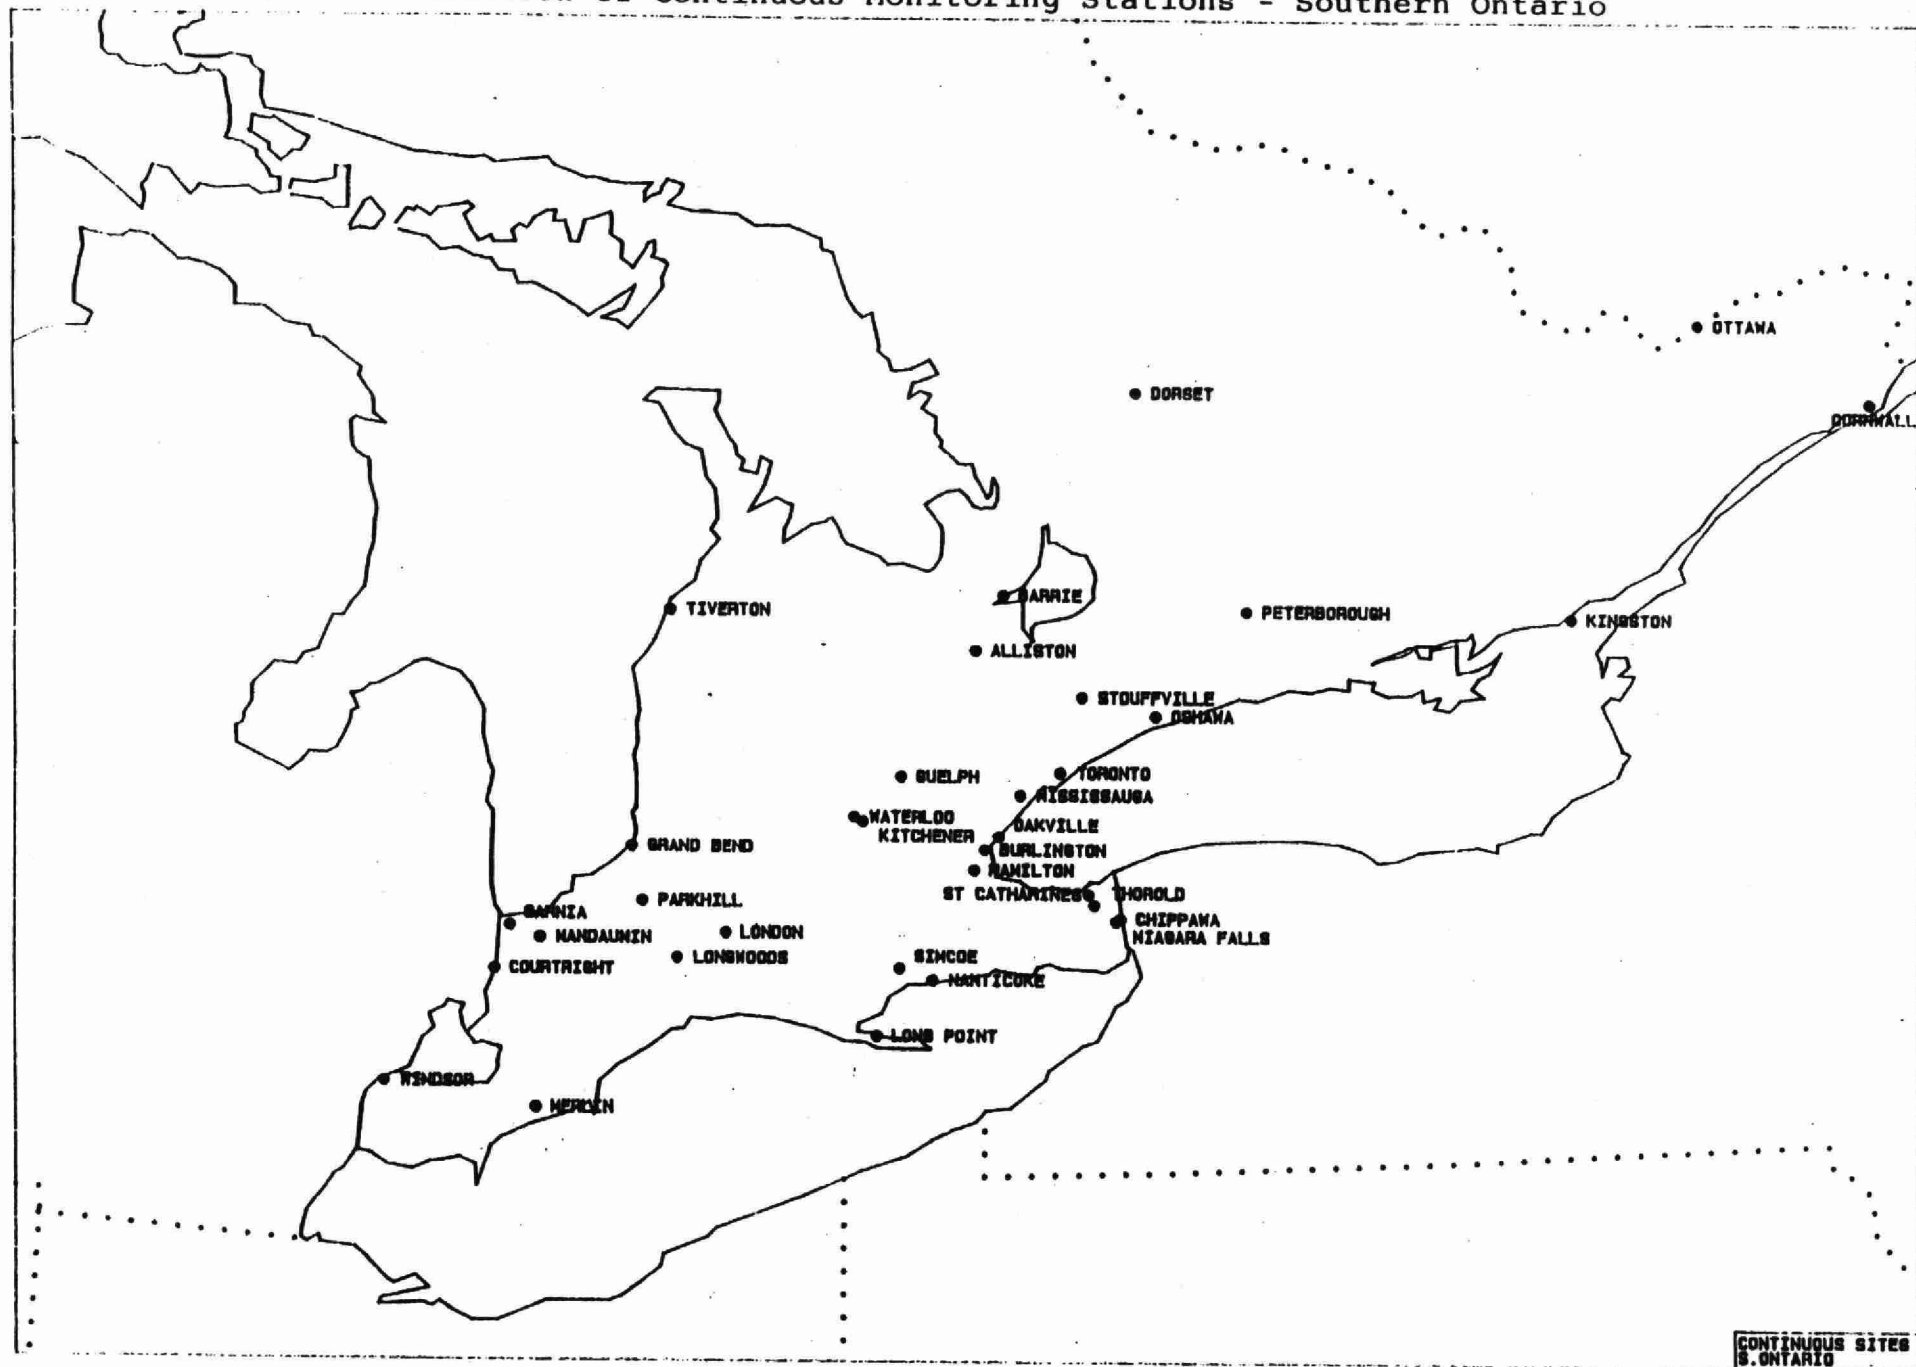 of Continuous Monitoring Stations - Southern Ontario
OTTAWA
DORSET
CORNWALL
BARRIE
TIVERTON
PETERBOROUGH
KINGSTON
ALLISTON
STOUFFVILLE
OSHAWA
TORONTO
GUELPH
MISSISSAUGA
WATERLOO
OAKVILLE
KITCHENER
GRAND BEND
BURLINGTON
HAMILTON
ST CATHARINES THOROLD
PARKHILL
SARNIA
CHIPPAWA
LONDON
MANDAUMIN
NIAGARA FALLS
LONGWOODS
SIMCOE
COURTRIGHT
NANTICOKE
LONG POINT
WINDSOR
MERLIN
CONTINUOUS SITES
S.ONTARIO